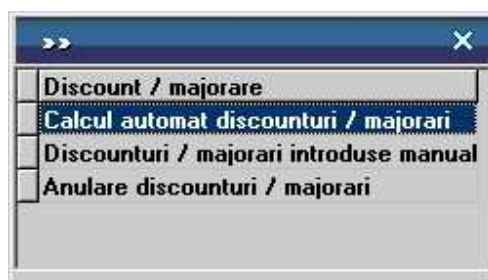 Discount / majorare
Calcul automat discounturi / majorari
Discounturi / majorari introduse manual
Anulare discounturi / majorari